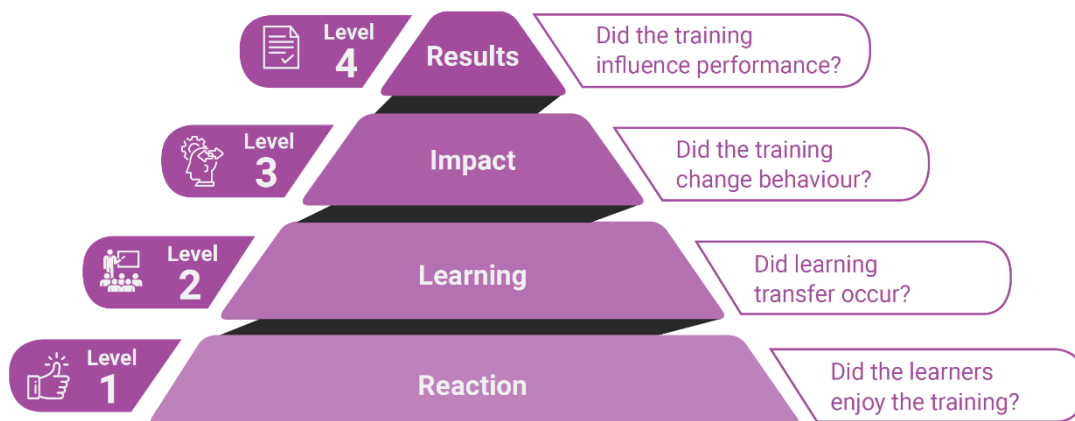 Level
4
Results
Did the training
influence performance?
Level
3
Impact
Did the training
change behaviour?
Level
2
Learning
Did learning
transfer occur?
Level
1
Reaction
Did the learners
enjoy the training?